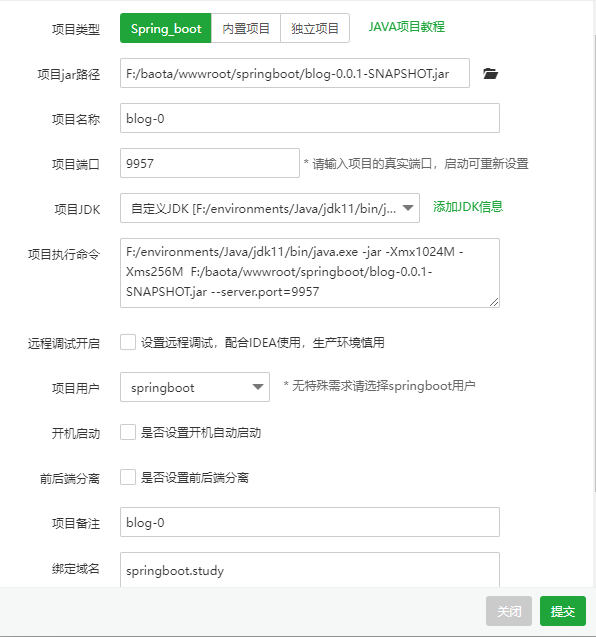 项目类型 Spring_boot 内置项目 独立项目 JAVA项目教程
项目jar路径 F:/baota/wwwroot/springboot/blog-0.0.1-SNAPSHOT.jar
项目名称 blog-0
项目端口 9957 * 请输入项目的真实端口，启动可重新设置
项目JDK 自定义JDK [F:/environments/Java/jdk11/bin/j... 添加JDK信息
项目执行命令 F:/environments/Java/jdk11/bin/java.exe -jar -Xmx1024M -
Xms256M F:/baota/wwwroot/springboot/blog-0.0.1-
SNAPSHOT.jar --server.port=9957
远程调试开启 设置远程调试，配合IDEA使用，生产环境慎用
项目用户 springboot * 无特殊需求请选择springboot用户
开机启动 是否设置开机自动启动
前后端分离 是否设置前后端分离
项目备注 blog-0
绑定域名 springboot.study
关闭 提交